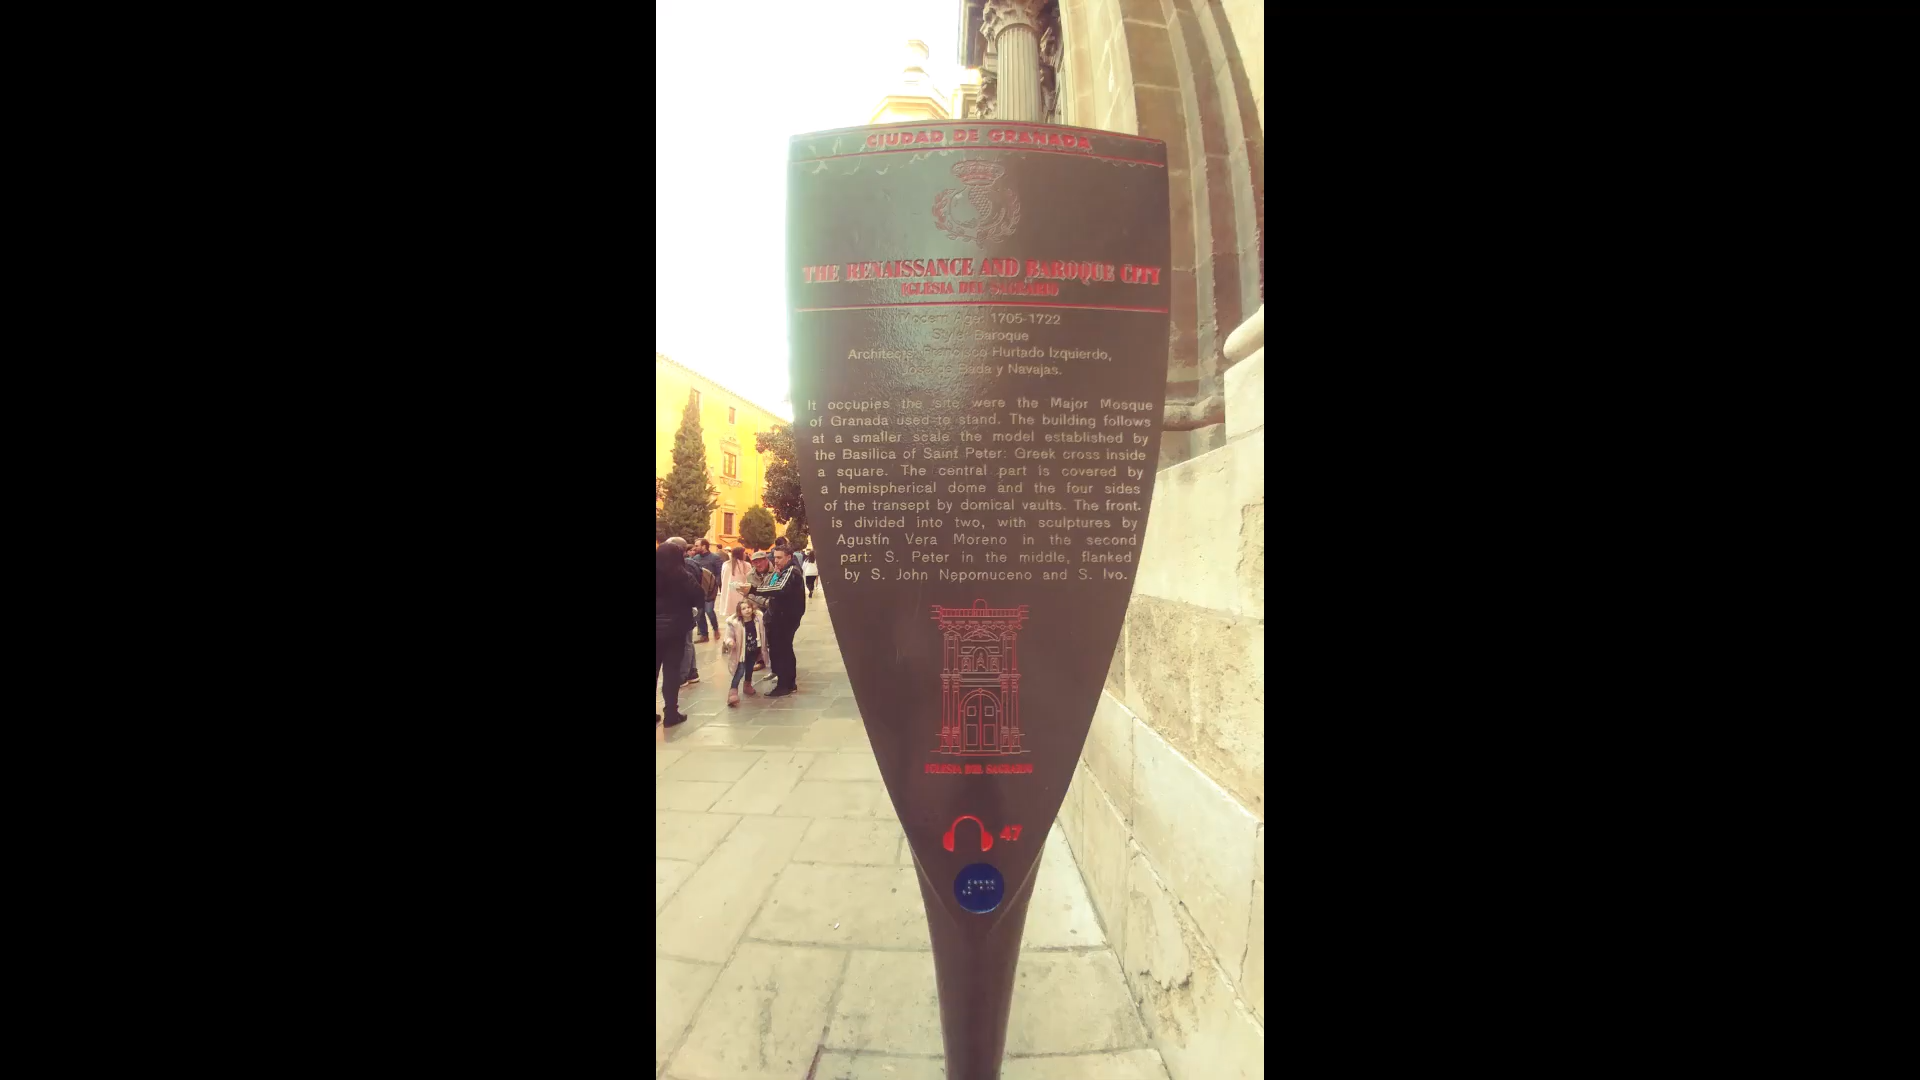 CIUDAD DE GRANADA
THE RENAISSANCE AND BAROQUE CITY
IGLESIA DEL SAGRARIO
Modern Age: 1705-1722
Style: Baroque
Architects: Francisco Hurtado Izquierdo,
José de Bada y Navajas.
It occupies the site were the Major Mosque
of Granada used to stand. The building follows
at a smaller scale the model established by
the Basilica of Saint Peter: Greek cross inside
a square. The central part is covered by
a hemispherical dome and the four sides
of the transept by domical vaults. The front
is divided into two, with sculptures by
Agustín Vera Moreno in the second
part: S. Peter in the middle, flanked
by S. John Nepomuceno and S. Ivo.
IGLESIA DEL SAGRARIO
47